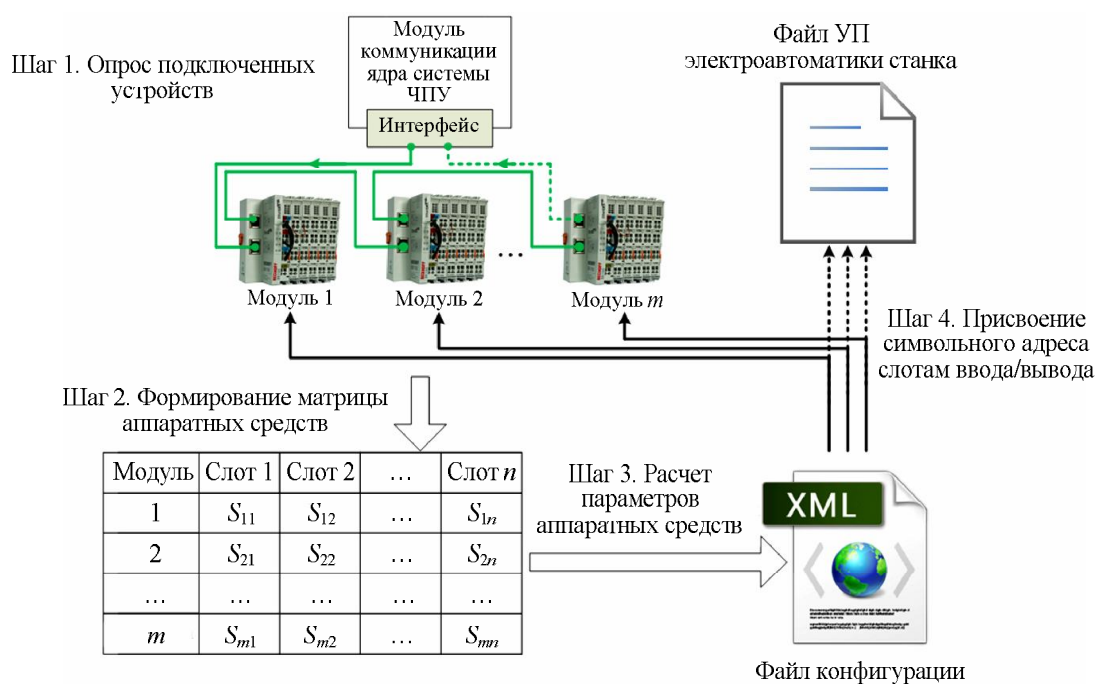 Модуль
коммуникации
ядра системы
ЧПУ
Интерфейс
Шаг 1. Опрос подключенных
устройств
Файл УП
электроавтоматики станка
...
Модуль 1
Модуль 2
Модуль m
Шаг 4. Присвоение
символьного адреса
слотам ввода/вывода
Шаг 2. Формирование матрицы
аппаратных средств
Модуль Слот 1 Слот 2 ... Слот n
1 S11 S12 ... S1n
2 S21 S22 ... S2n
... ... ... ... ...
m Sm1 Sm2 ... Smn
Шаг 3. Расчет
параметров
аппаратных средств
XML
Файл конфигурации